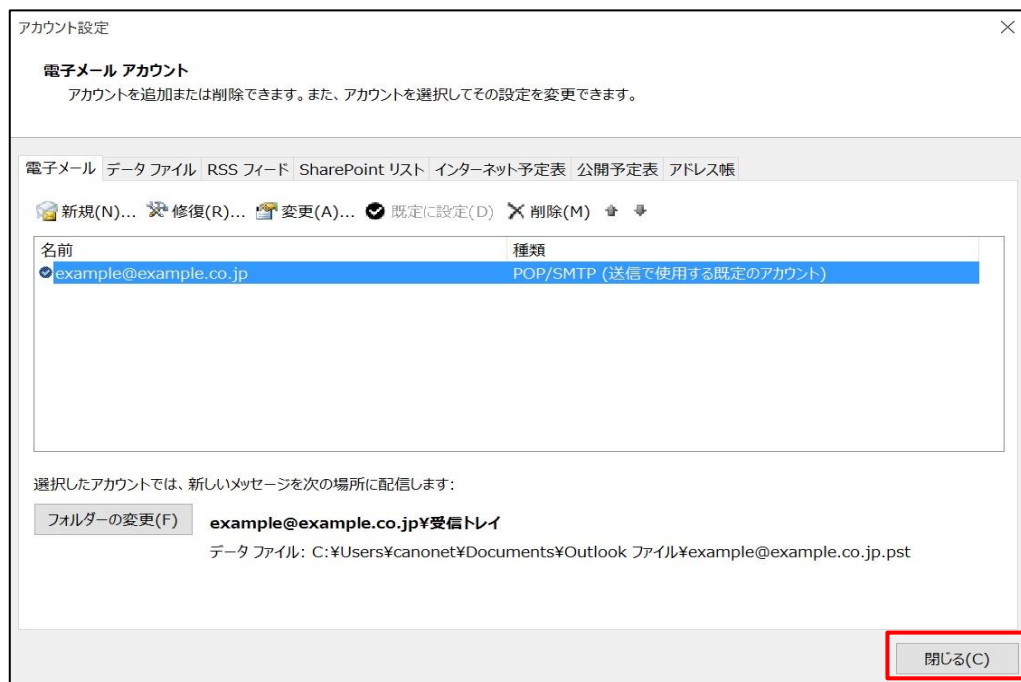 アカウント設定
電子メール アカウント
アカウントを追加または削除できます。また、アカウントを選択してその設定を変更できます。
電子メール データ ファイル RSS フィード SharePoint リスト インターネット予定表 公開予定表 アドレス帳
新規(N)... 修復(R)... 変更(A)... 既定に設定(D) 削除(M)
名前 種類
example@example.co.jp POP/SMTP (送信で使用する既定のアカウント)
選択したアカウントでは、新しいメッセージを次の場所に配信します:
フォルダーの変更(F) example@example.co.jp¥受信トレイ
データ ファイル: C:¥Users¥canonet¥Documents¥Outlook ファイル¥example@example.co.jp.pst
閉じる(C)